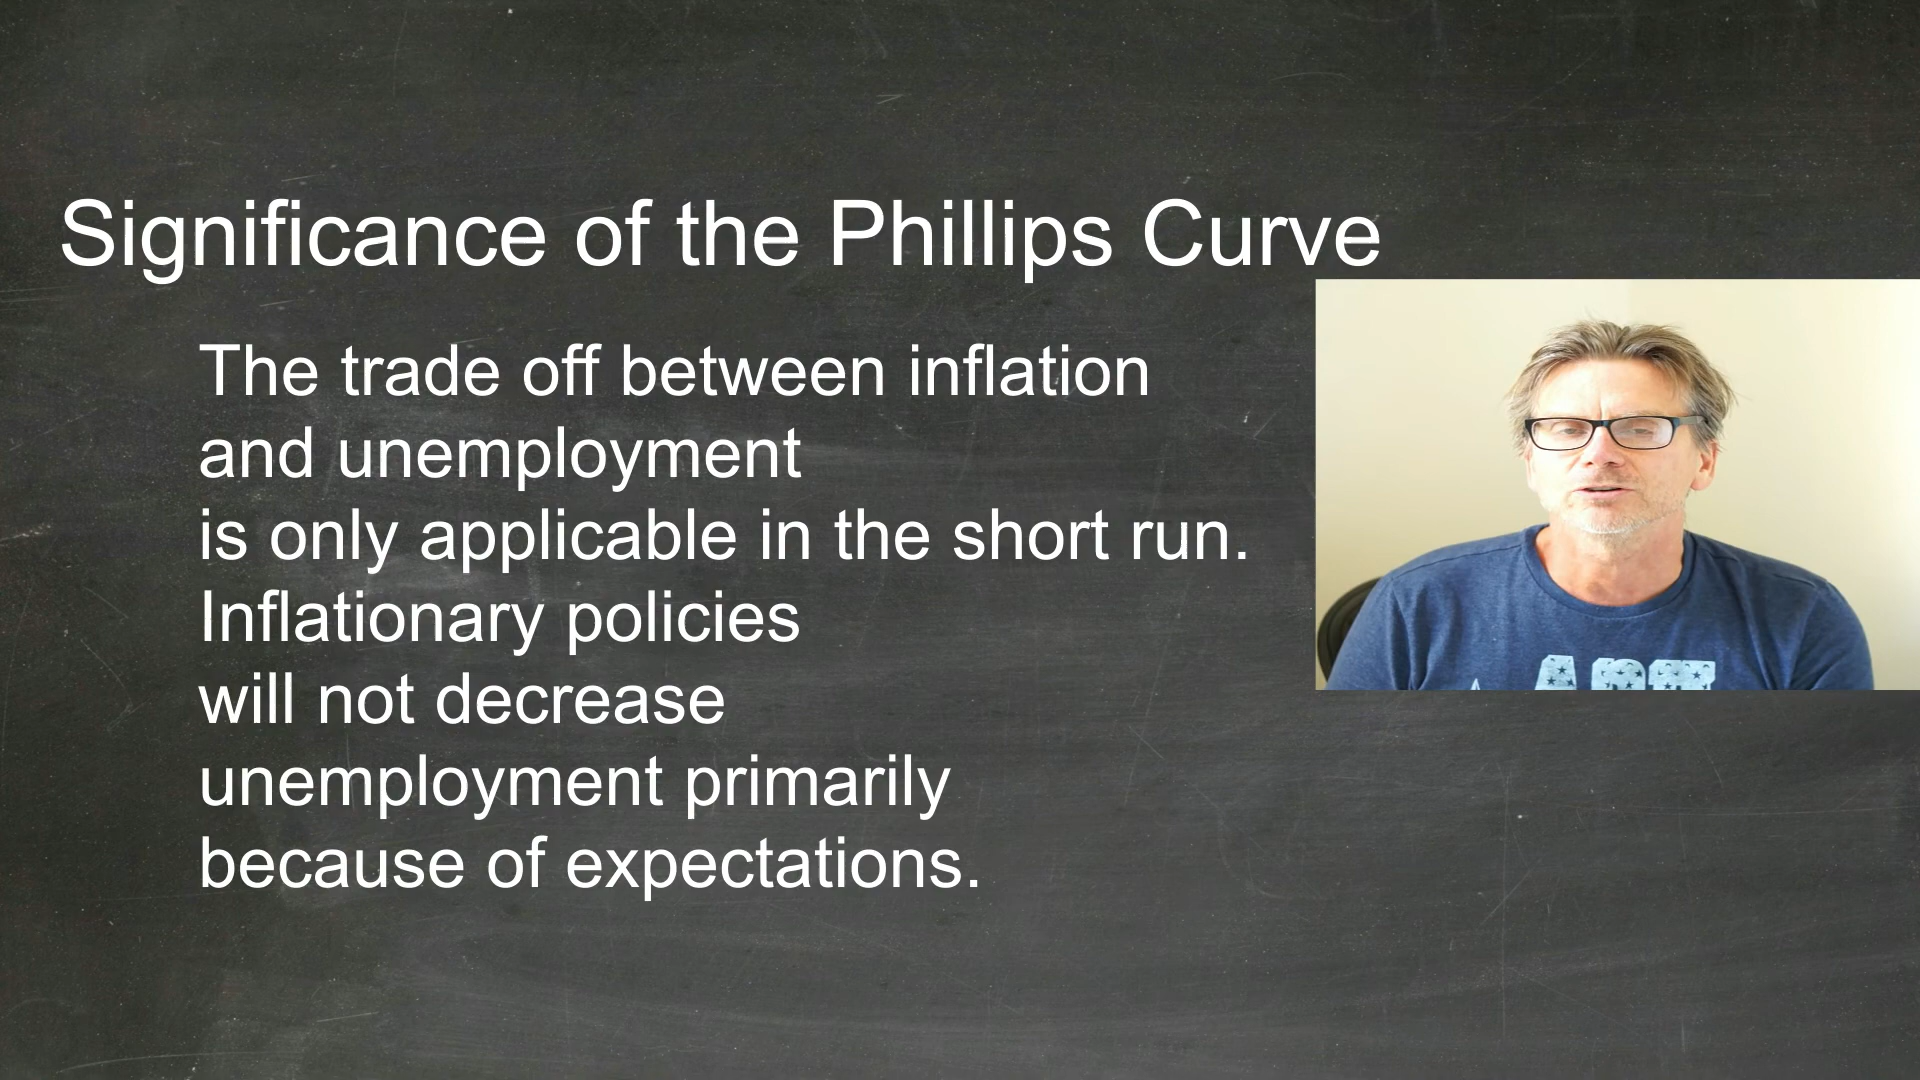 Significance of the Phillips Curve
The trade off between inflation
and unemployment
is only applicable in the short run.
Inflationary policies
will not decrease
unemployment primarily
because of expectations.